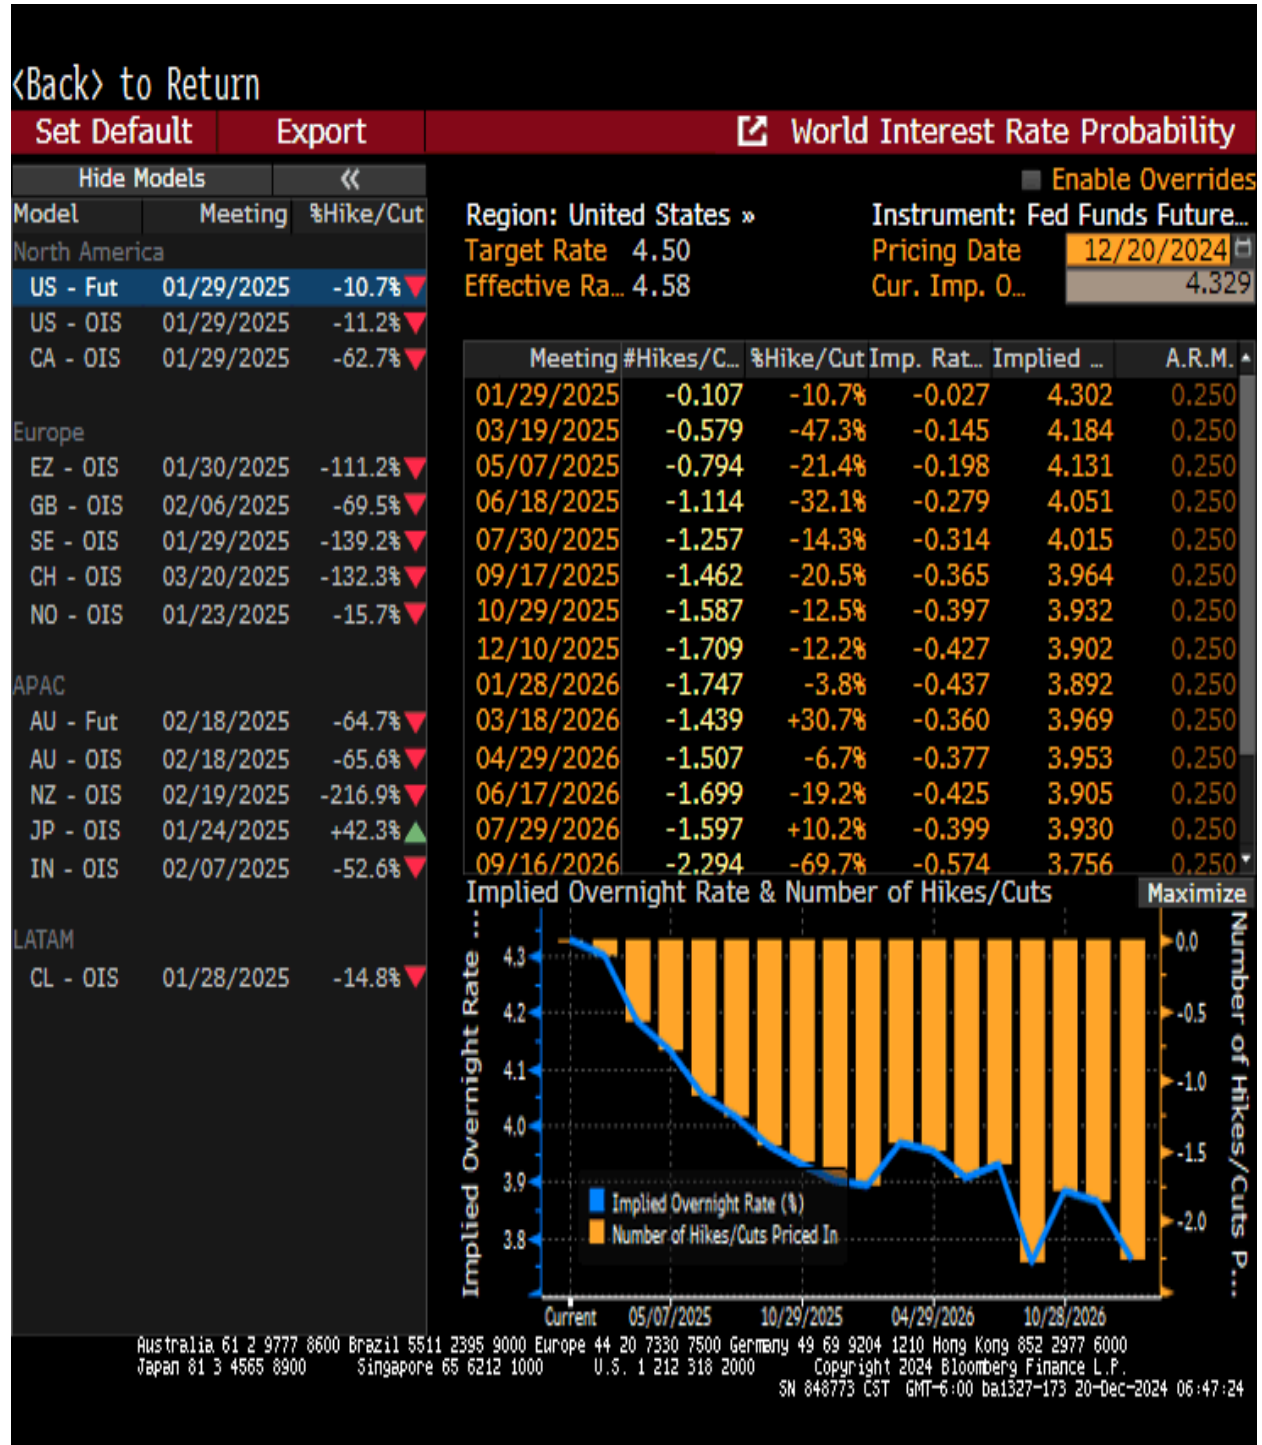 <Back> to Return
Set Default Export World Interest Rate Probability
Hide Models «
Enable Overrides
Model Meeting %Hike/Cut
Region: United States » Instrument: Fed Funds Future...
North America
Target Rate 4.50 Pricing Date 12/20/2024
US - Fut 01/29/2025 -10.7%
Effective Ra... 4.58 Cur. Imp. O... 4.329
US - OIS 01/29/2025 -11.2%
CA - OIS 01/29/2025 -62.7%
Europe
EZ - OIS 01/30/2025 -111.2%
GB - OIS 02/06/2025 -69.5%
SE - OIS 01/29/2025 -139.2%
CH - OIS 03/20/2025 -132.3%
NO - OIS 01/23/2025 -15.7%
APAC
AU - Fut 02/18/2025 -64.7%
AU - OIS 02/18/2025 -65.6%
NZ - OIS 02/19/2025 -216.9%
JP - OIS 01/24/2025 +42.3%
IN - OIS 02/07/2025 -52.6%
LATAM
CL - OIS 01/28/2025 -14.8%
Meeting #Hikes/C... %Hike/Cut Imp. Rat... Implied ... A.R.M.
01/29/2025 -0.107 -10.7% -0.027 4.302 0.250
03/19/2025 -0.579 -47.3% -0.145 4.184 0.250
05/07/2025 -0.794 -21.4% -0.198 4.131 0.250
06/18/2025 -1.114 -32.1% -0.279 4.051 0.250
07/30/2025 -1.257 -14.3% -0.314 4.015 0.250
09/17/2025 -1.462 -20.5% -0.365 3.964 0.250
10/29/2025 -1.587 -12.5% -0.397 3.932 0.250
12/10/2025 -1.709 -12.2% -0.427 3.902 0.250
01/28/2026 -1.747 -3.8% -0.437 3.892 0.250
03/18/2026 -1.439 +30.7% -0.360 3.969 0.250
04/29/2026 -1.507 -6.7% -0.377 3.953 0.250
06/17/2026 -1.699 -19.2% -0.425 3.905 0.250
07/29/2026 -1.597 +10.2% -0.399 3.930 0.250
09/16/2026 -2.294 -69.7% -0.574 3.756 0.250
Implied Overnight Rate & Number of Hikes/Cuts Maximize
Implied Overnight Rate ...
4.3
4.2
4.1
4.0
3.9
3.8
Implied Overnight Rate (%)
Number of Hikes/Cuts Priced In
0.0
-0.5
-1.0
-1.5
-2.0
Number of Hikes/Cuts P...
Current 05/07/2025 10/29/2025 04/29/2026 10/28/2026
Australia 61 2 9777 8600 Brazil 5511 2395 9000 Europe 44 20 7330 7500 Germany 49 69 9204 1210 Hong Kong 852 2977 6000
Japan 81 3 4565 8900 Singapore 65 6212 1000 U.S. 1 212 318 2000 Copyright 2024 Bloomberg Finance L.P.
SN 848773 CST GMT-6:00 ba1327-173 20-Dec-2024 06:47:24